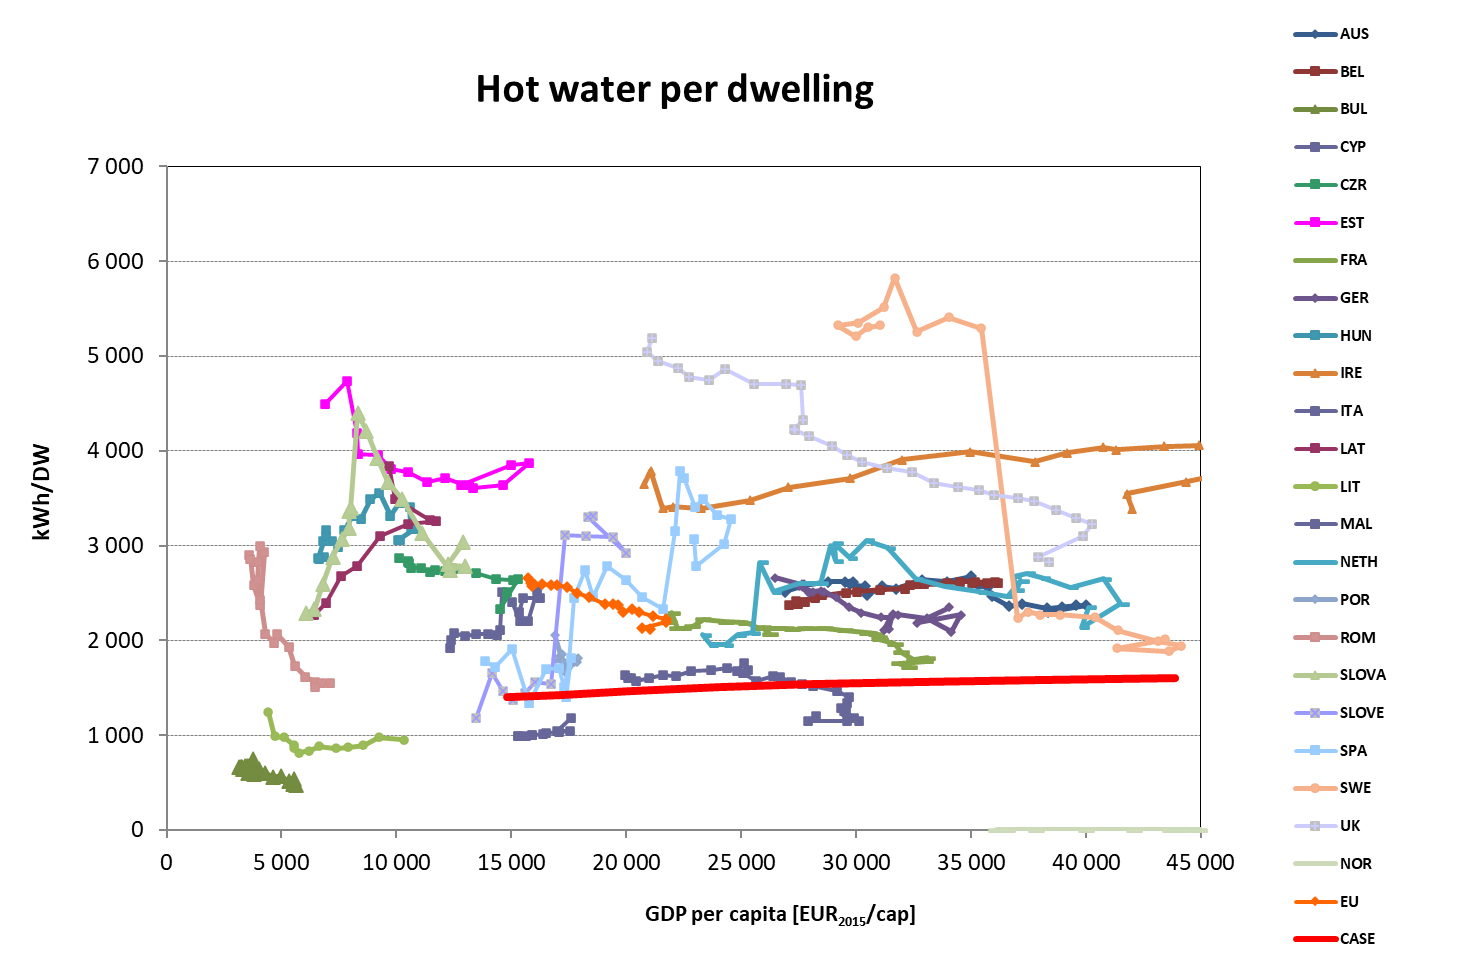 Hot water per dwelling
kWh/DW
7 000
6 000
5 000
4 000
3 000
2 000
1 000
0
0 5 000 10 000 15 000 20 000 25 000 30 000 35 000 40 000 45 000
GDP per capita [EUR2015/cap]
AUS
BEL
BUL
CYP
CZR
EST
FRA
GER
HUN
IRE
ITA
LAT
LIT
MAL
NETH
POR
ROM
SLOVA
SLOVE
SPA
SWE
UK
NOR
EU
CASE